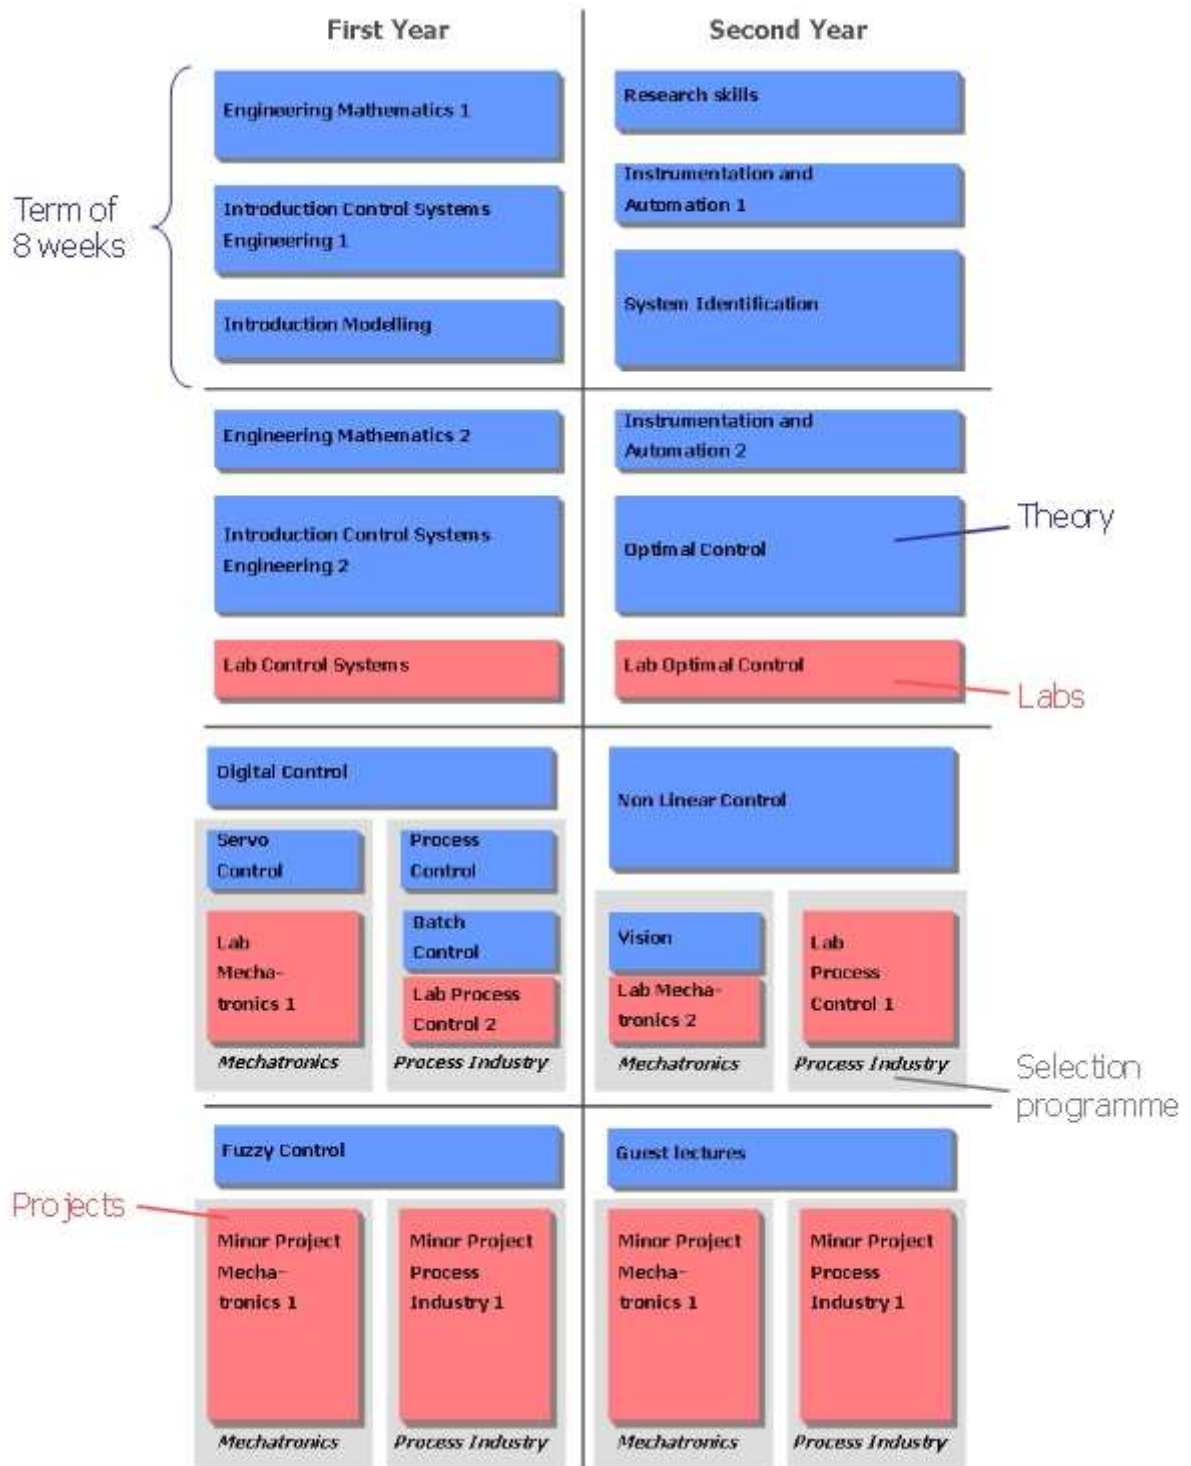 First Year
Second Year
Term of
8 weeks
Engineering Mathematics 1
Introduction Control Systems
Engineering 1
Introduction Modelling
Research skills
Instrumentation and
Automation 1
System Identification
Engineering Mathematics 2
Introduction Control Systems
Engineering 2
Lab Control Systems
Instrumentation and
Automation 2
Optimal Control
Theory
Lab Optimal Control
Labs
Digital Control
Servo
Control
Lab
Mecha-
tronics 1
Mechatronics
Process
Control
Batch
Control
Lab Process
Control 2
Process Industry
Non Linear Control
Vision
Lab Mecha-
tronics 2
Mechatronics
Lab
Process
Control 1
Process Industry
Selection
programme
Fuzzy Control
Projects
Minor Project
Mecha-
tronics 1
Mechatronics
Minor Project
Process
Industry 1
Process Industry
Guest lectures
Minor Project
Mecha-
tronics 1
Mechatronics
Minor Project
Process
Industry 1
Process Industry